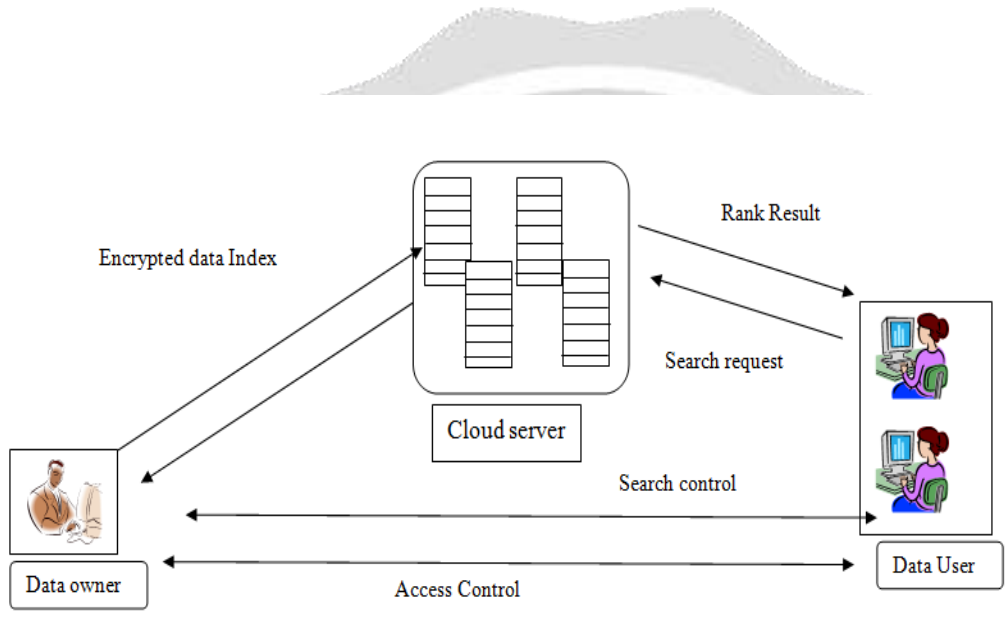 Rank Result
Encrypted data Index
Search request
Cloud server
Search control
Data User
Data owner
Access Control